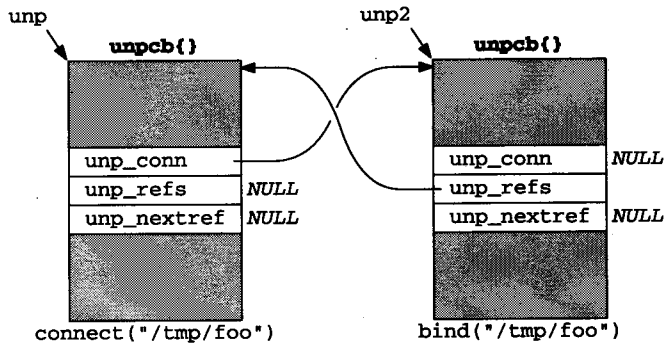 unp
unp2
unpcb{}
unpcb{}
unp_conn
unp_conn NULL
unp_refs NULL
unp_refs
unp_nextref NULL
unp_nextref NULL
connect("/tmp/foo")
bind("/tmp/foo")